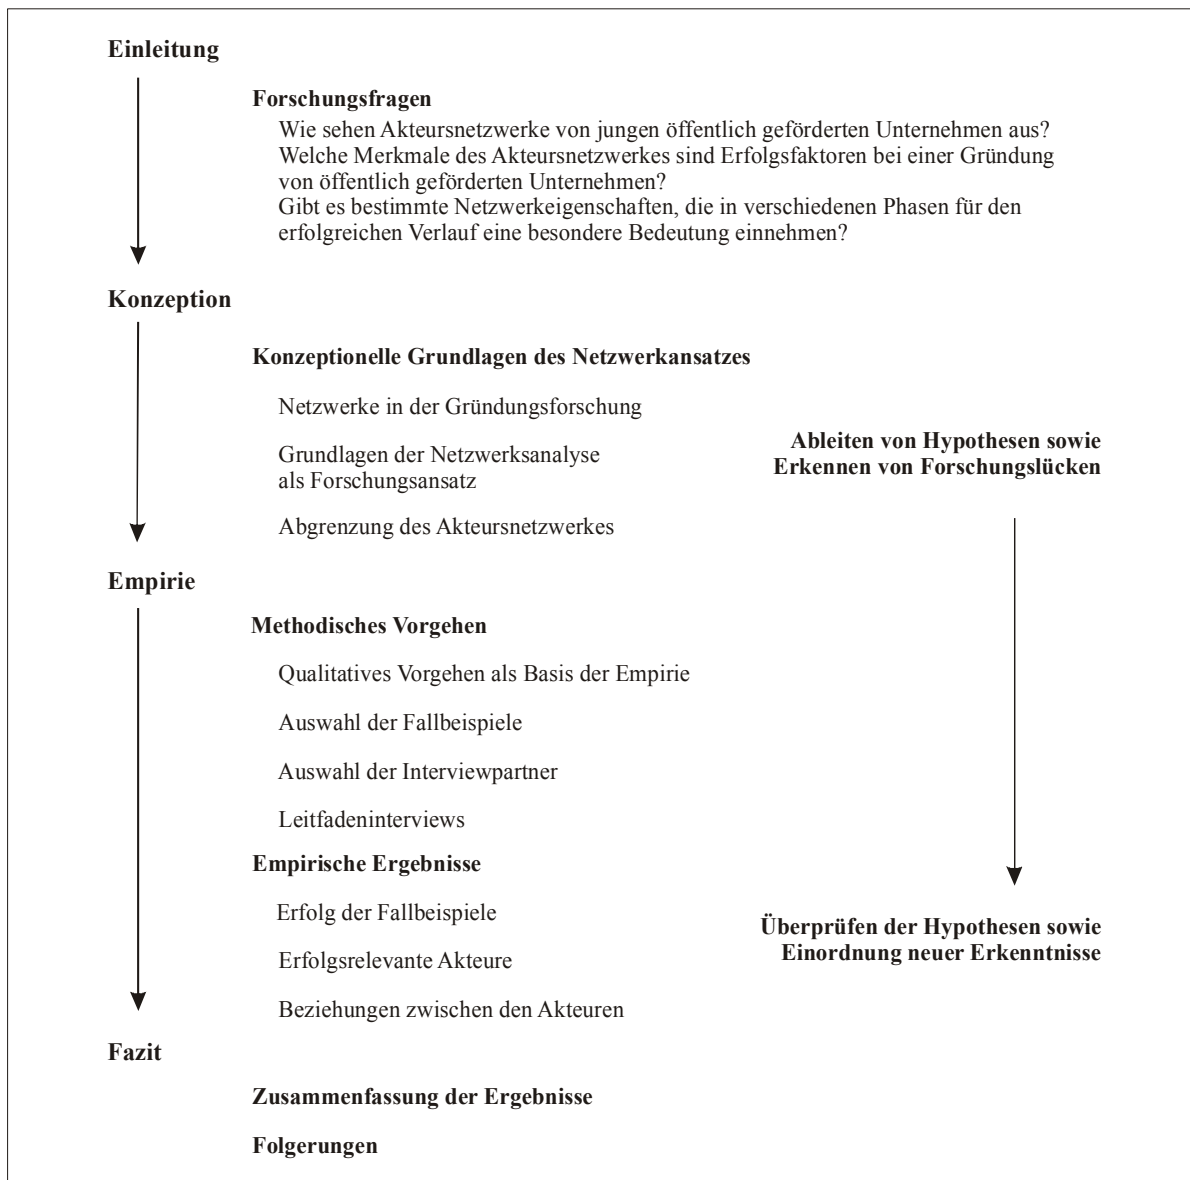 Einleitung
Forschungsfragen
Wie sehen Akteursnetzwerke von jungen öffentlich geförderten Unternehmen aus?
Welche Merkmale des Akteursnetzwerkes sind Erfolgsfaktoren bei einer Gründung
von öffentlich geförderten Unternehmen?
Gibt es bestimmte Netzwerkeigenschaften, die in verschiedenen Phasen für den
erfolgreichen Verlauf eine besondere Bedeutung einnehmen?
Konzeption
Konzeptionelle Grundlagen des Netzwerkansatzes
Netzwerke in der Gründungsforschung
Grundlagen der Netzwerksanalyse
als Forschungsansatz
Abgrenzung des Akteursnetzwerkes
Ableiten von Hypothesen sowie
Erkennen von Forschungslücken
Empirie
Methodisches Vorgehen
Qualitatives Vorgehen als Basis der Empirie
Auswahl der Fallbeispiele
Auswahl der Interviewpartner
Leitfadeninterviews
Empirische Ergebnisse
Erfolg der Fallbeispiele
Erfolgsrelevante Akteure
Beziehungen zwischen den Akteuren
Überprüfen der Hypothesen sowie
Einordnung neuer Erkenntnisse
Fazit
Zusammenfassung der Ergebnisse
Folgerungen